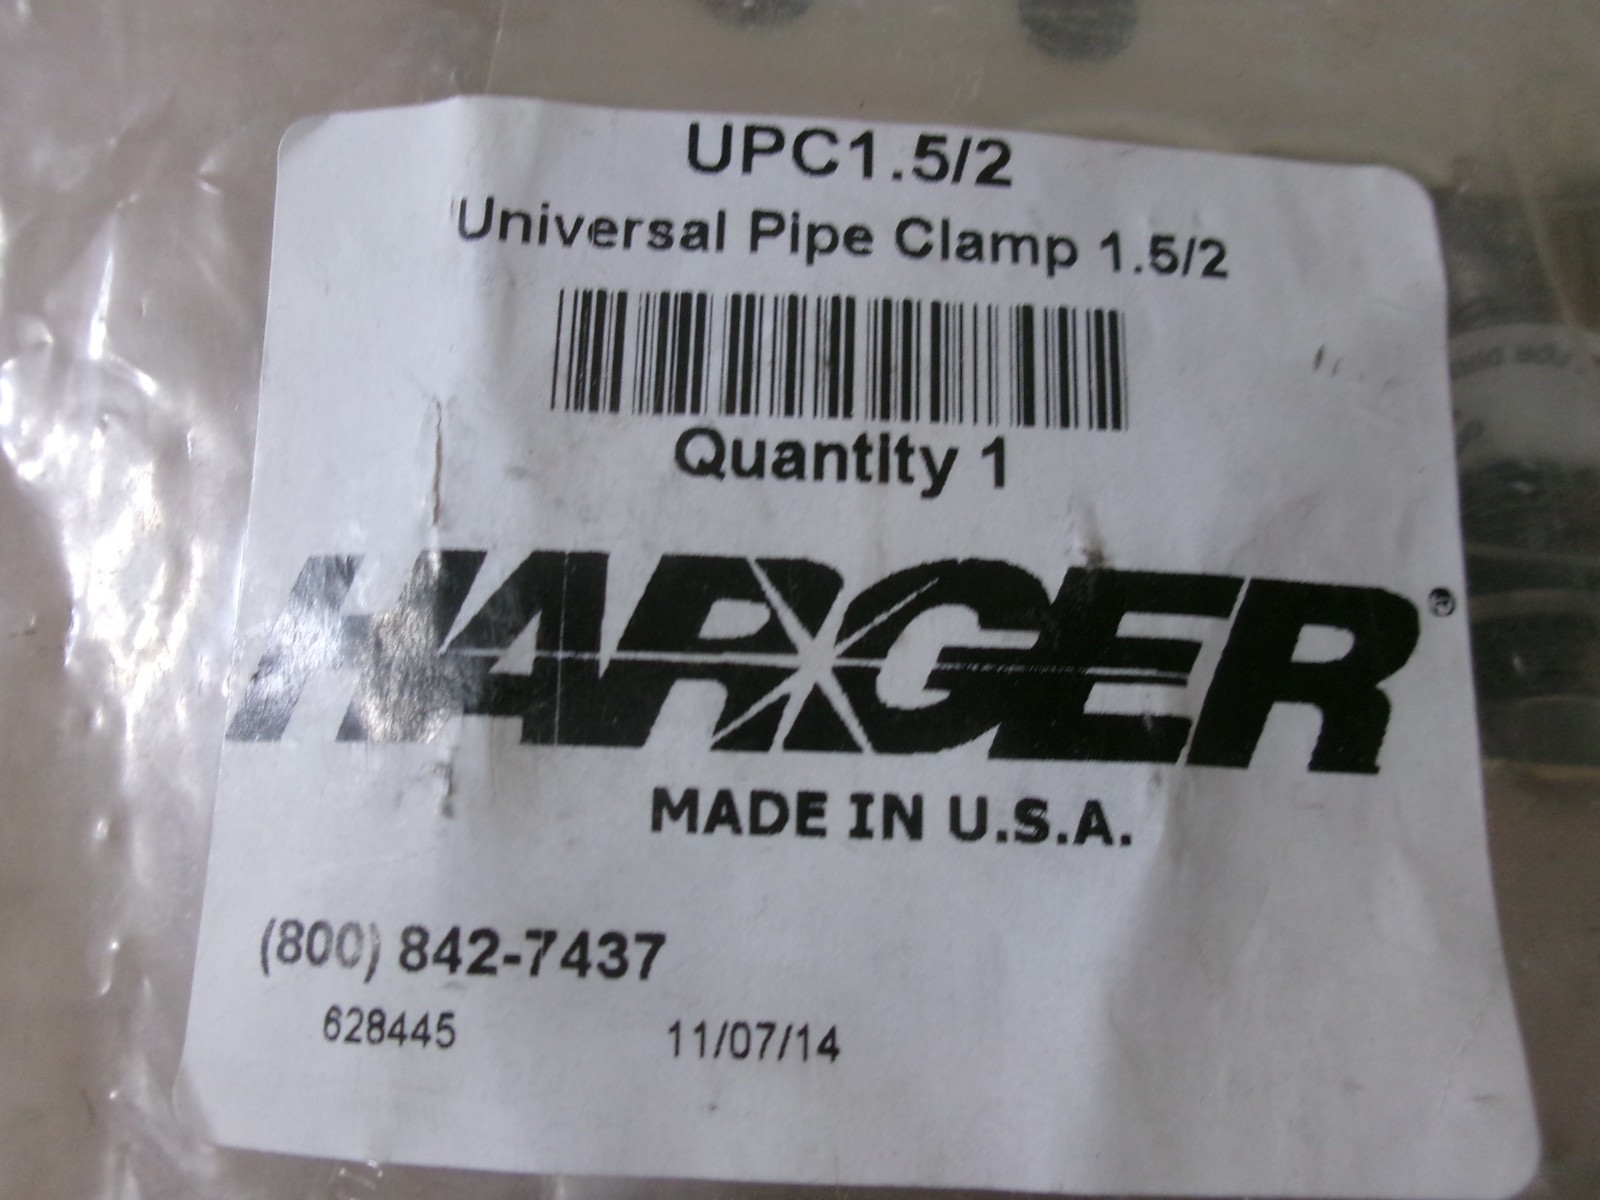 UPC1.5/2
Universal Pipe Clamp 1.5/2
Quantity 1
HARGER®
MADE IN U.S.A.
(800) 842-7437
628445 11/07/14